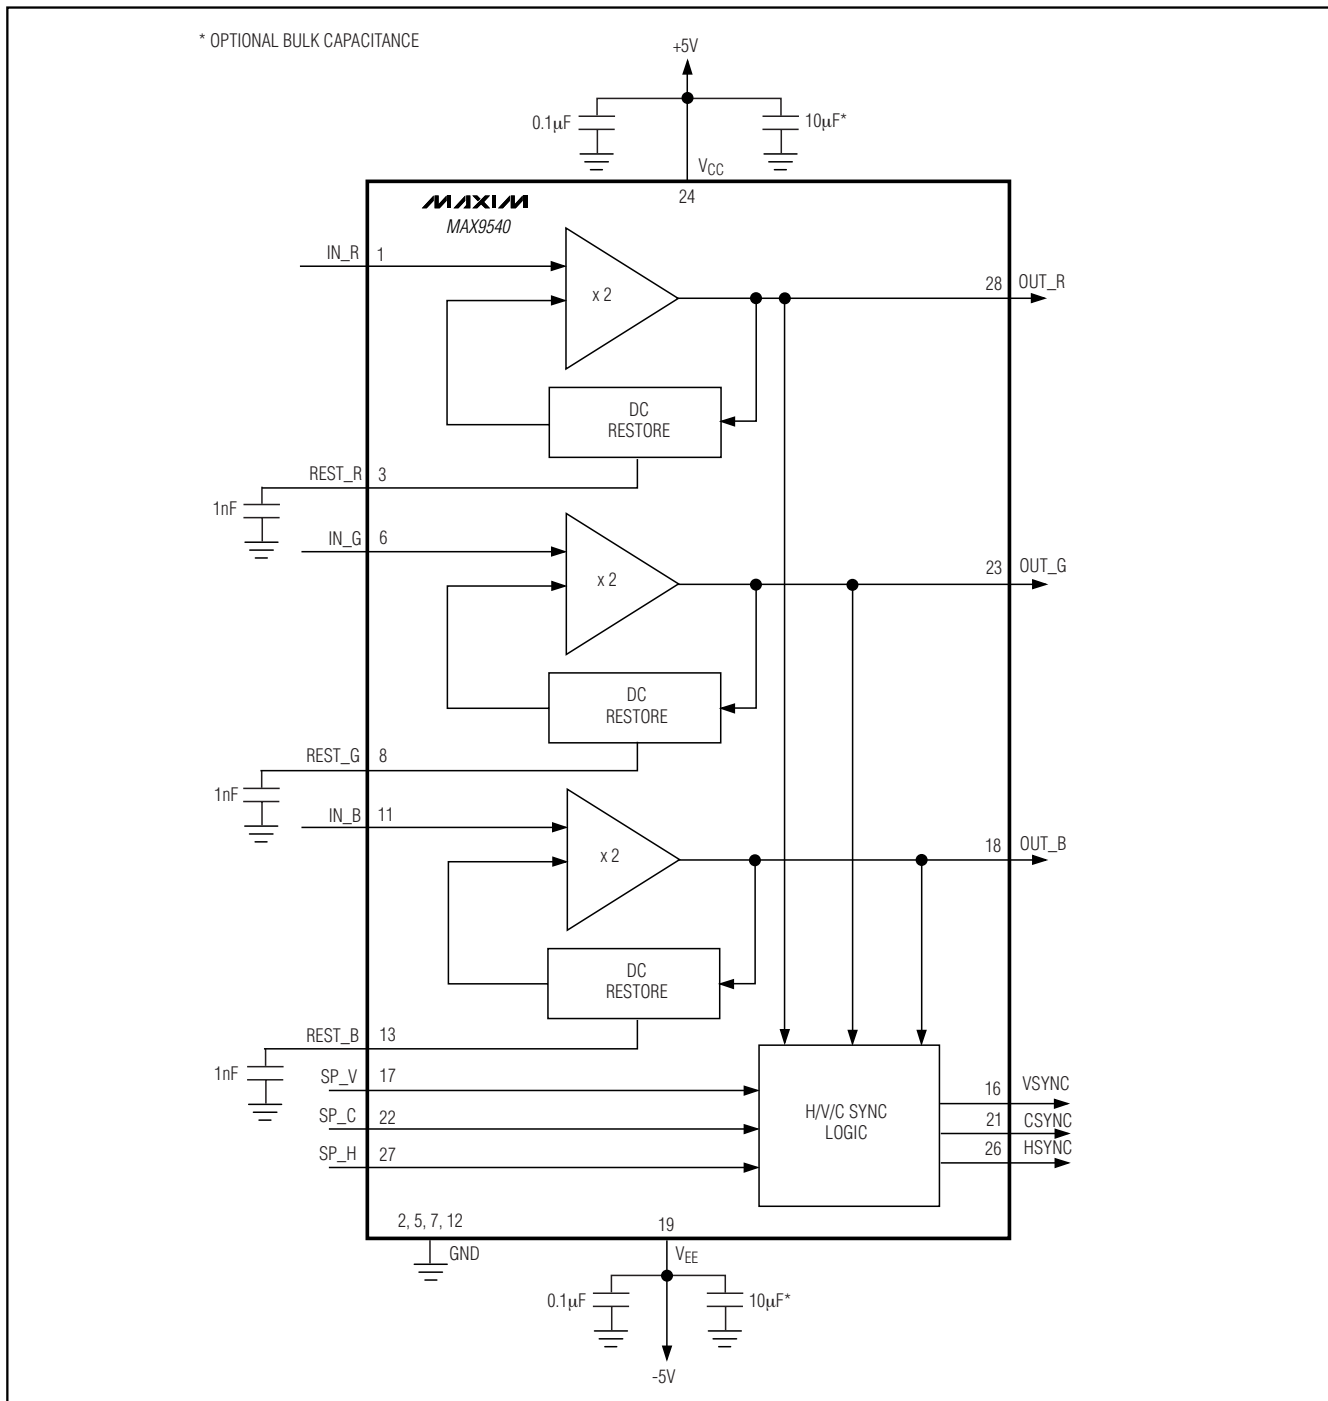 * OPTIONAL BULK CAPACITANCE
+5V
0.1μF
10μF*
VCC
24
MAXIM
MAX9540
IN_R
1
x 2
28
OUT_R
DC
RESTORE
REST_R
3
1nF
IN_G
6
x 2
23
OUT_G
DC
RESTORE
REST_G
8
1nF
IN_B
11
x 2
18
OUT_B
DC
RESTORE
REST_B
13
1nF
SP_V
17
SP_C
22
SP_H
27
H/V/C SYNC
LOGIC
16
VSYNC
21
CSYNC
26
HSYNC
2, 5, 7, 12
GND
19
VEE
0.1μF
10μF*
-5V